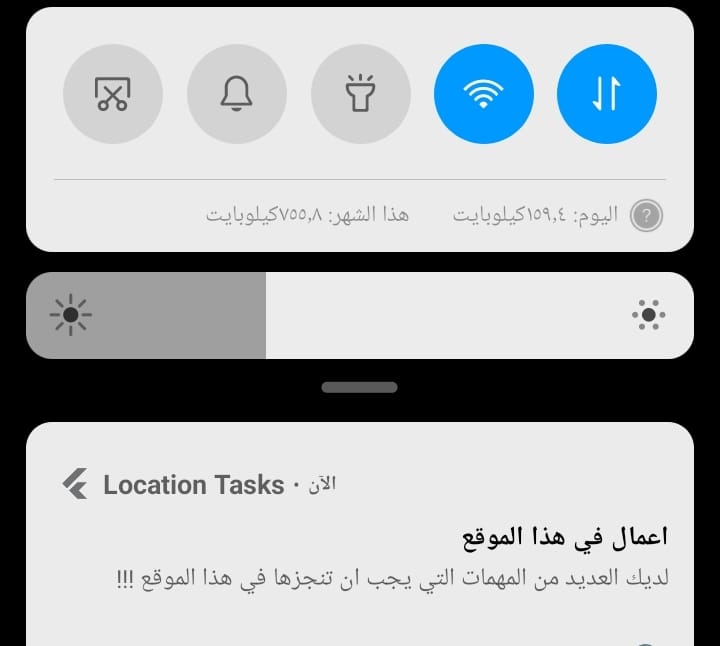 اليوم: ١٥٩,٤كيلوبايت هذا الشهر: ٧٥٥,٨كيلوبايت
Location Tasks · الآن
اعمال في هذا الموقع
لديك العديد من المهمات التي يجب ان تنجزها في هذا الموقع !!!